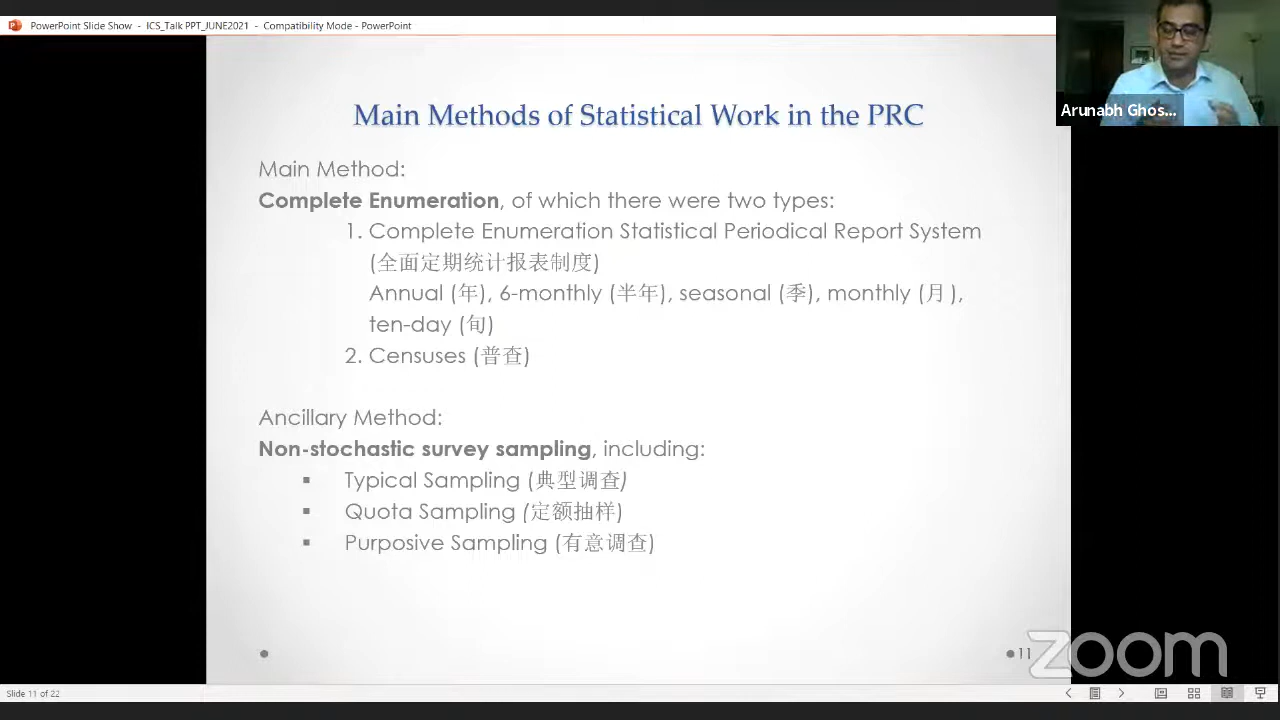 PowerPoint Slide Show - ICS_Talk PPT_JUNE2021 - Compatibility Mode - PowerPoint
Arunabh Ghos...
Main Methods of Statistical Work in the PRC
Main Method:
Complete Enumeration, of which there were two types:
1. Complete Enumeration Statistical Periodical Report System
(全面定期统计报表制度)
Annual (年), 6-monthly (半年), seasonal (季), monthly (月 ),
ten-day (旬)
2. Censuses (普查)
Ancillary Method:
Non-stochastic survey sampling, including:
▪ Typical Sampling (典型调查)
▪ Quota Sampling (定额抽样)
▪ Purposive Sampling (有意调查)
11
zoom
Slide 11 of 22